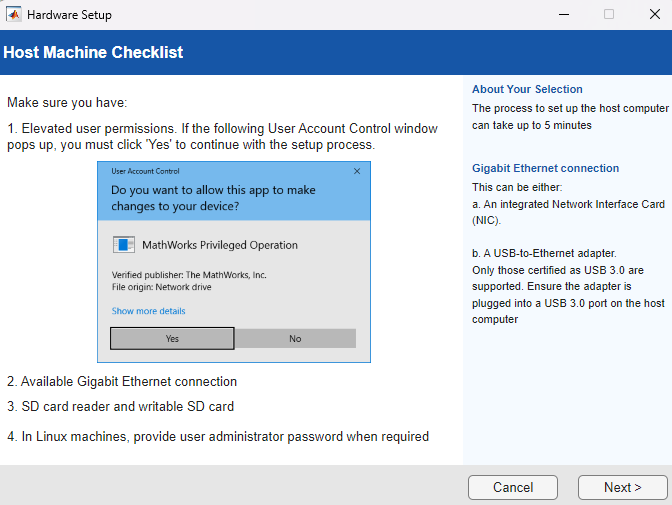 Hardware Setup
Host Machine Checklist
Make sure you have:
1. Elevated user permissions. If the following User Account Control window
pops up, you must click 'Yes' to continue with the setup process.
User Account Control
Do you want to allow this app to make
changes to your device?
MathWorks Privileged Operation
Verified publisher: The MathWorks, Inc.
File origin: Network drive
Show more details
Yes
No
2. Available Gigabit Ethernet connection
3. SD card reader and writable SD card
4. In Linux machines, provide user administrator password when required
About Your Selection
The process to set up the host computer
can take up to 5 minutes
Gigabit Ethernet connection
This can be either:
a. An integrated Network Interface Card
(NIC).
b. A USB-to-Ethernet adapter.
Only those certified as USB 3.0 are
supported. Ensure the adapter is
plugged into a USB 3.0 port on the host
computer
Cancel
Next >